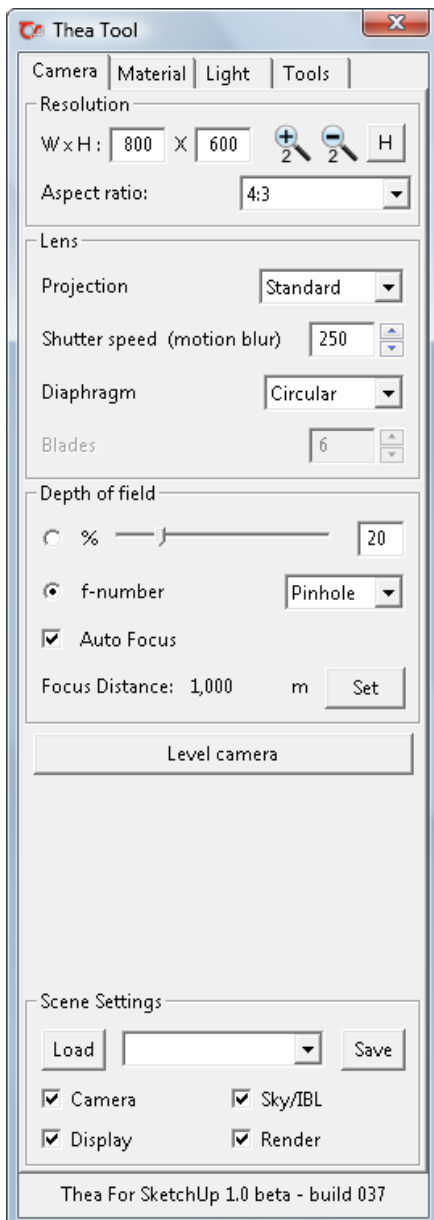 Thea Tool
Camera Material Light Tools
Resolution
W x H : 800 X 600 2 2 H
Aspect ratio: 4:3
Lens
Projection Standard
Shutter speed (motion blur) 250
Diaphragm Circular
Blades 6
Depth of field
% 20
f-number Pinhole
Auto Focus
Focus Distance: 1,000 m Set
Level camera
Scene Settings
Load Save
Camera Sky/IBL
Display Render
Thea For SketchUp 1.0 beta - build 037